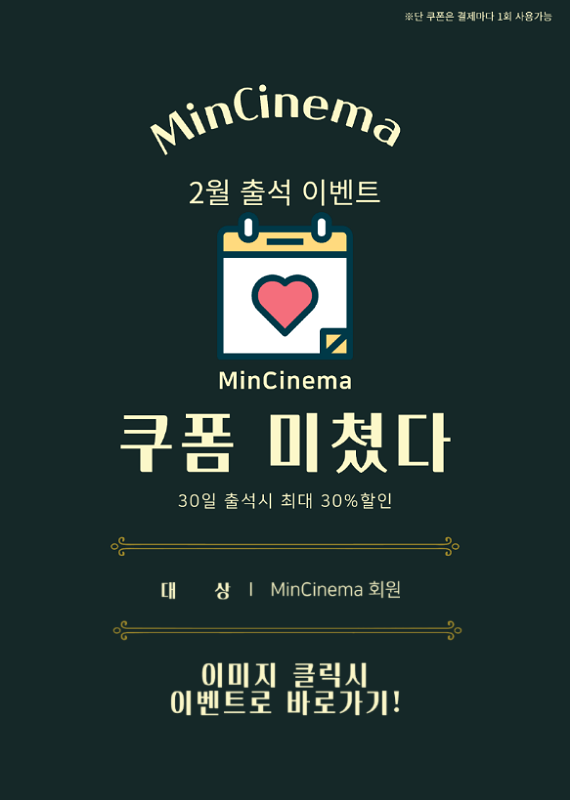 ※단 쿠폰은 결제마다 1회 사용가능
MinCinema
2월 출석 이벤트
MinCinema
쿠폼 미쳤다
30일 출석시 최대 30%할인
대 상 | MinCinema 회원
이미지 클릭시
이벤트로 바로가기!